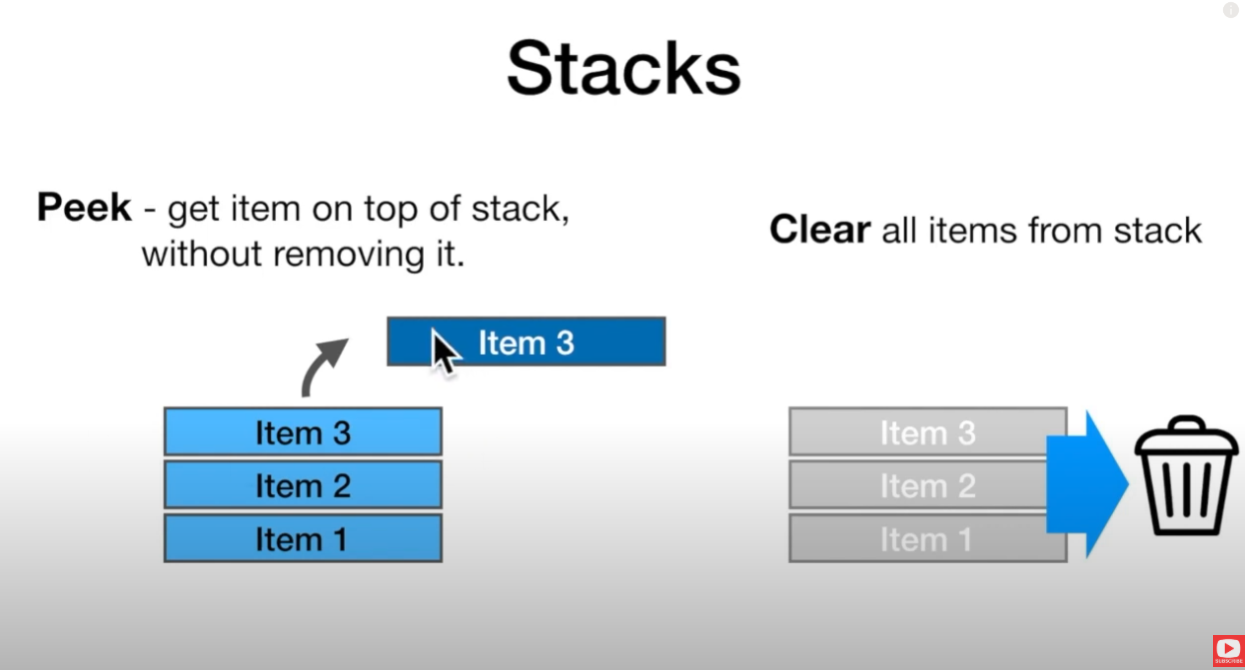 Stacks
Peek - get item on top of stack,
without removing it.
Clear all items from stack
Item 3
Item 3
Item 2
Item 1
Item 3
Item 2
Item 1
SUBSCRIBE